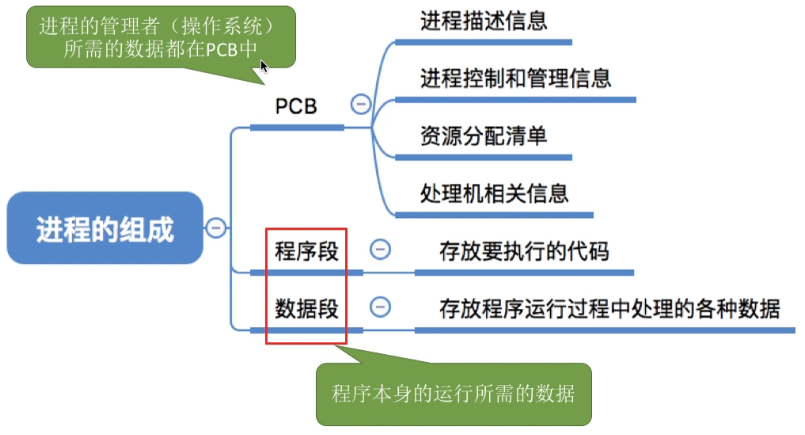 进程的管理者（操作系统）
所需的数据都在PCB中
进程描述信息
进程控制和管理信息
PCB
资源分配清单
处理机相关信息
进程的组成
程序段
存放要执行的代码
数据段
存放程序运行过程中处理的各种数据
程序本身的运行所需的数据